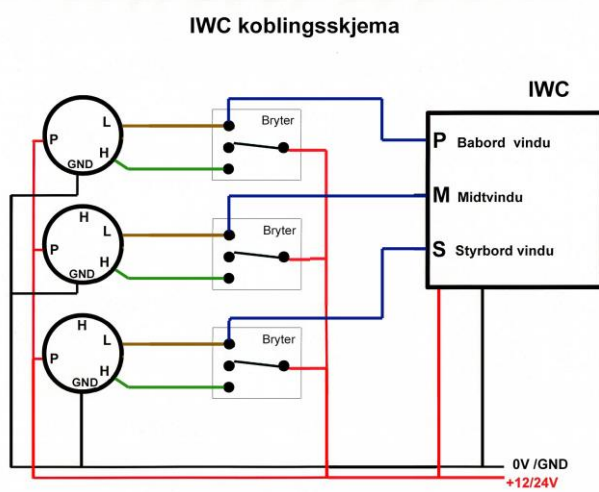 IWC koblingsskjema
IWC
L
Bryter
P
H
GND
P Babord vindu
M Midtvindu
H
L
Bryter
P
H
GND
S Styrbord vindu
H
L
Bryter
P
H
GND
0V /GND
+12/24V